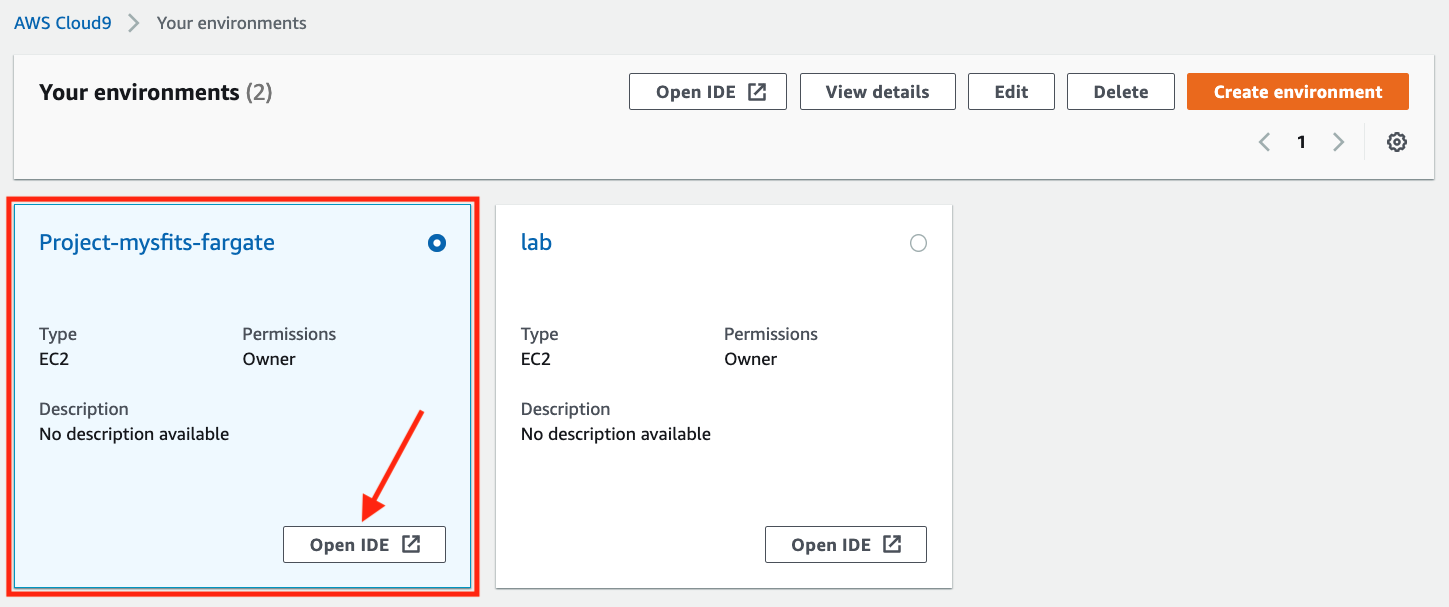 AWS Cloud9 Your environments
Your environments (2)
Open IDE View details Edit Delete Create environment
1
Project-mysfits-fargate
Type Permissions
EC2 Owner
Description
No description available
Open IDE
lab
Type Permissions
EC2 Owner
Description
No description available
Open IDE